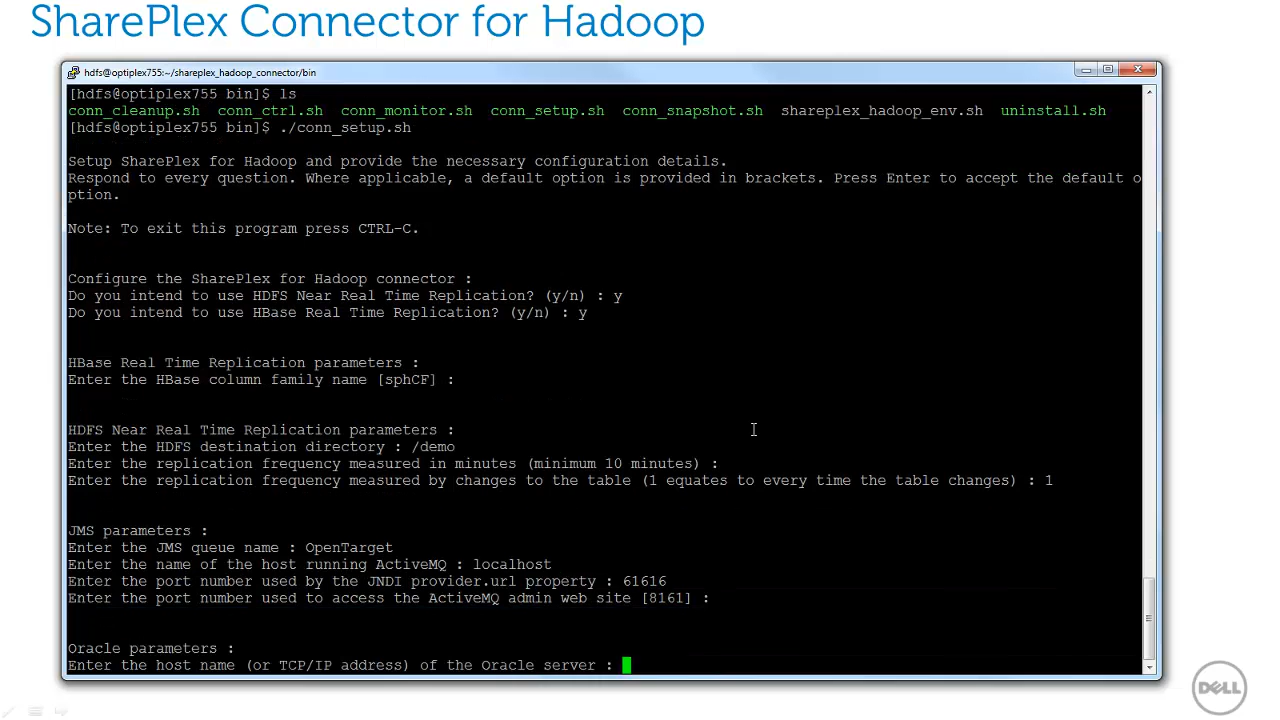 SharePlex Connector for Hadoop
hdfs@optiplex755:~/shareplex_hadoop_connector/bin
[hdfs@optiplex755 bin]$ ls
conn_cleanup.sh conn_ctrl.sh conn_monitor.sh conn_setup.sh conn_snapshot.sh shareplex_hadoop_env.sh uninstall.sh
[hdfs@optiplex755 bin]$ ./conn_setup.sh
Setup SharePlex for Hadoop and provide the necessary configuration details.
Respond to every question. Where applicable, a default option is provided in brackets. Press Enter to accept the default o
ption.
Note: To exit this program press CTRL-C.
Configure the SharePlex for Hadoop connector :
Do you intend to use HDFS Near Real Time Replication? (y/n) : y
Do you intend to use HBase Real Time Replication? (y/n) : y
HBase Real Time Replication parameters :
Enter the HBase column family name [sphCF] :
HDFS Near Real Time Replication parameters :
Enter the HDFS destination directory : /demo
Enter the replication frequency measured in minutes (minimum 10 minutes) :
Enter the replication frequency measured by changes to the table (1 equates to every time the table changes) : 1
JMS parameters :
Enter the JMS queue name : OpenTarget
Enter the name of the host running ActiveMQ : localhost
Enter the port number used by the JNDI provider.url property : 61616
Enter the port number used to access the ActiveMQ admin web site [8161] :
Oracle parameters :
Enter the host name (or TCP/IP address) of the Oracle server :
DELL